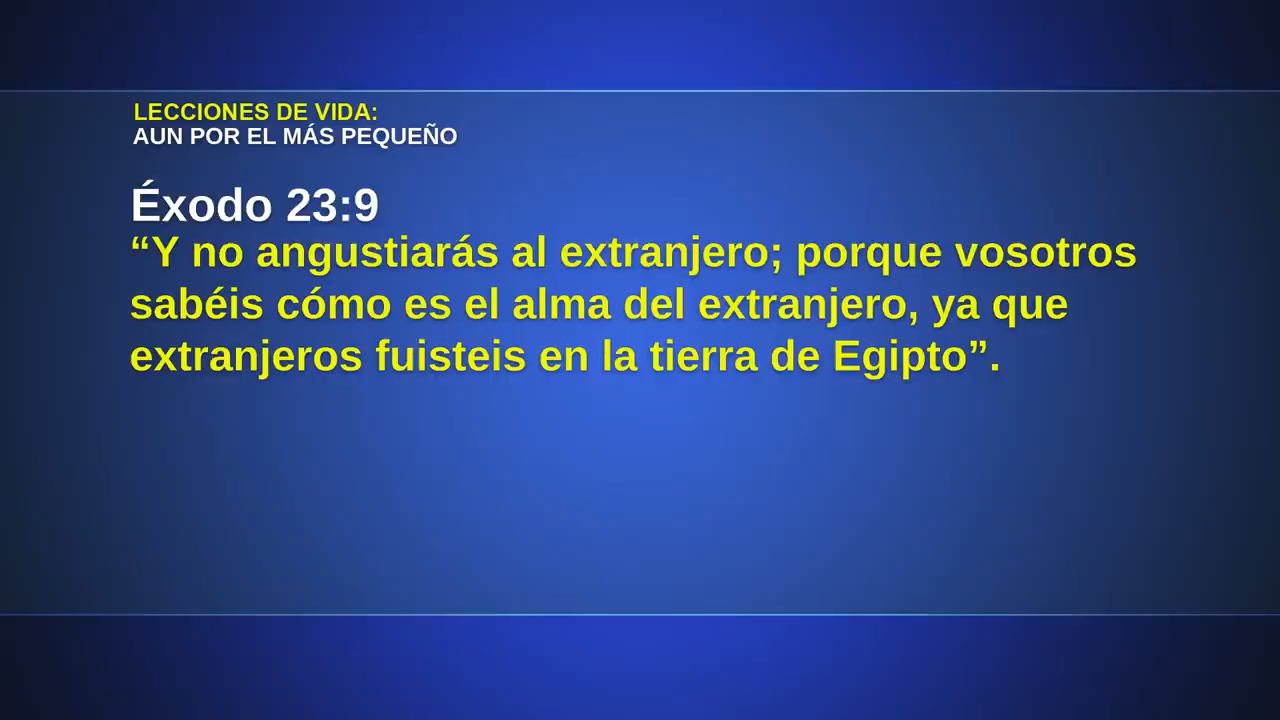 LECCIONES DE VIDA:
AUN POR EL MÁS PEQUEÑO
Éxodo 23:9
“Y no angustiarás al extranjero; porque vosotros
sabéis cómo es el alma del extranjero, ya que
extranjeros fuisteis en la tierra de Egipto”.